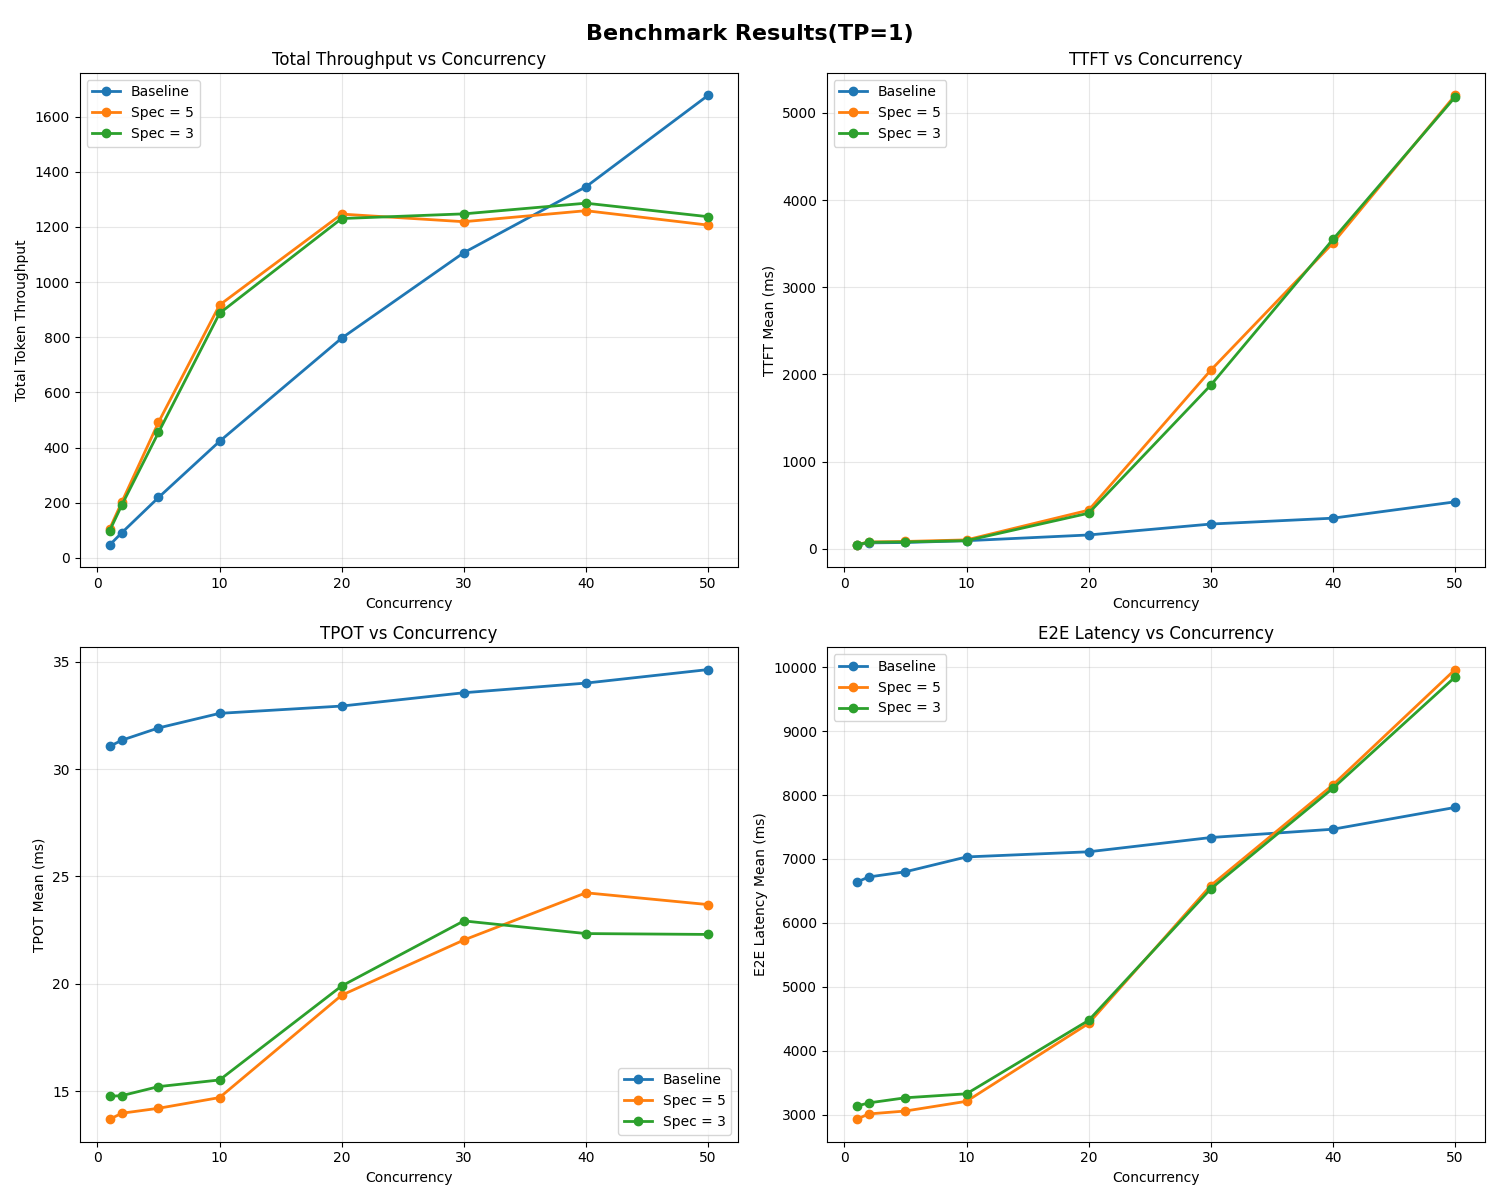 Benchmark Results(TP=1)
Total Throughput vs Concurrency
Baseline
Spec = 5
Spec = 3
Total Token Throughput
1600
1400
1200
1000
800
600
400
200
0
0 10 20 30 40 50
Concurrency
TTFT vs Concurrency
Baseline
Spec = 5
Spec = 3
TTFT Mean (ms)
5000
4000
3000
2000
1000
0
0 10 20 30 40 50
Concurrency
TPOT vs Concurrency
TPOT Mean (ms)
35
30
25
20
15
Baseline
Spec = 5
Spec = 3
0 10 20 30 40 50
Concurrency
E2E Latency vs Concurrency
Baseline
Spec = 5
Spec = 3
E2E Latency Mean (ms)
10000
9000
8000
7000
6000
5000
4000
3000
0 10 20 30 40 50
Concurrency